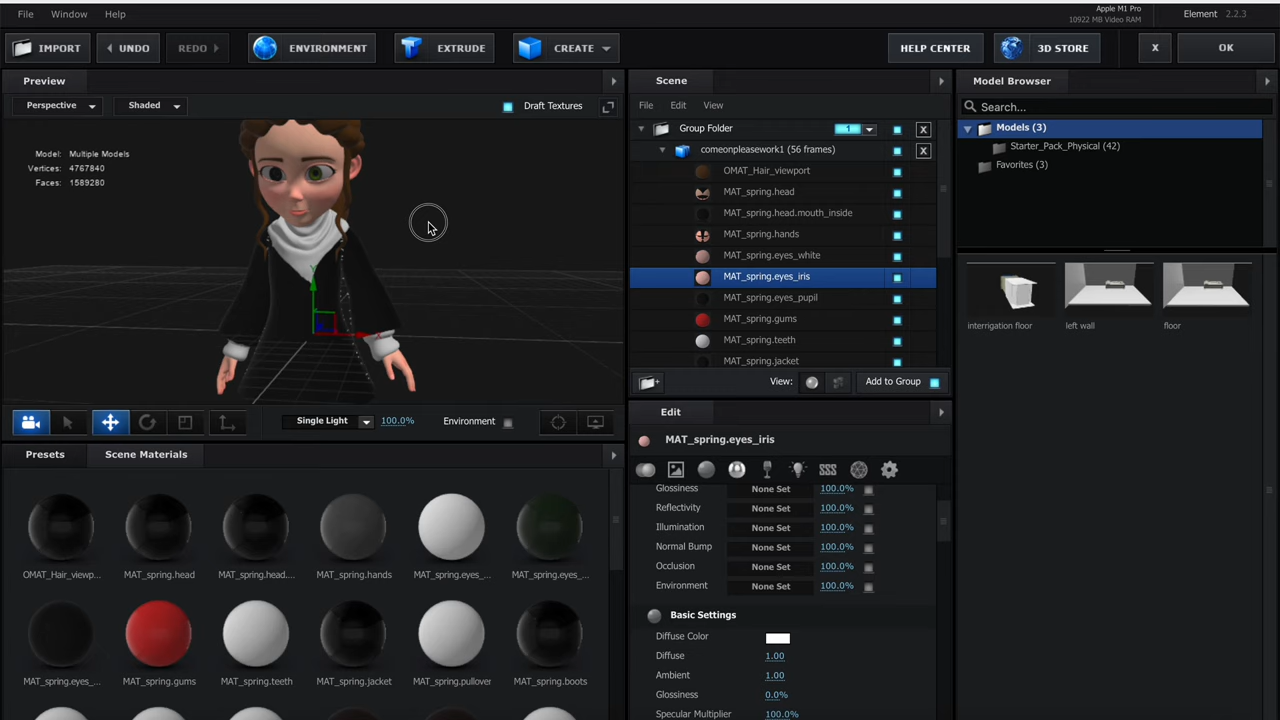 Apple M1 Pro
File Window Help
10922 MB Video RAM
Element 2.2.3
IMPORT UNDO REDO ENVIRONMENT EXTRUDE CREATE HELP CENTER 3D STORE X OK
Preview
Perspective Shaded Draft Textures
Model: Multiple Models
Vertices: 4767840
Faces: 1589280
Single Light 100.0% Environment
Presets Scene Materials
OMAT_Hair_viewp... MAT_spring.head MAT_spring.head.... MAT_spring.hands MAT_spring.eyes_... MAT_spring.eyes_...
MAT_spring.eyes_... MAT_spring.gums MAT_spring.teeth MAT_spring.jacket MAT_spring.pullover MAT_spring.boots
Scene
File Edit View
Group Folder 1 X
comeonpleasework1 (56 frames) X
OMAT_Hair_viewport
MAT_spring.head
MAT_spring.head.mouth_inside
MAT_spring.hands
MAT_spring.eyes_white
MAT_spring.eyes_iris
MAT_spring.eyes_pupil
MAT_spring.gums
MAT_spring.teeth
MAT_spring.jacket
View: Add to Group
Edit
MAT_spring.eyes_iris
SSS
Glossiness None Set 100.0%
Reflectivity None Set 100.0%
Illumination None Set 100.0%
Normal Bump None Set 100.0%
Occlusion None Set 100.0%
Environment None Set 100.0%
Basic Settings
Diffuse Color
Diffuse 1.00
Ambient 1.00
Glossiness 0.0%
Specular Multiplier 100.0%
Model Browser
Search...
Models (3)
Starter_Pack_Physical (42)
Favorites (3)
interrigation floor left wall floor